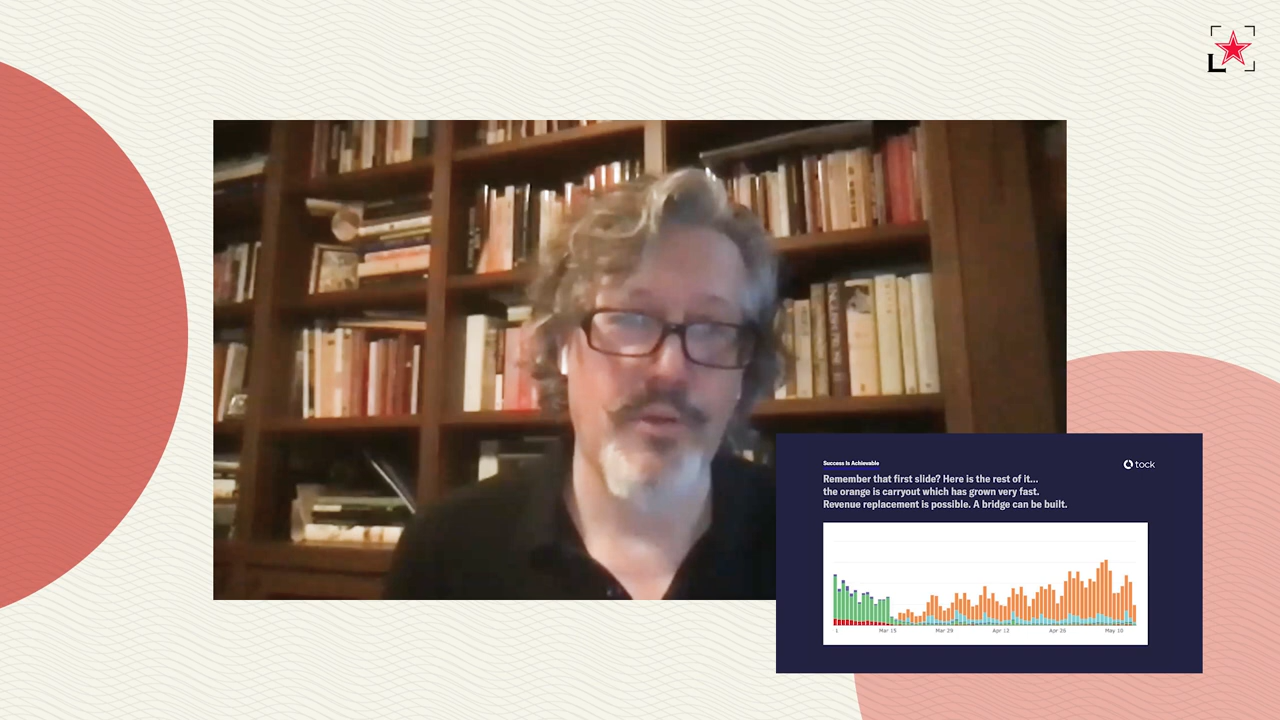 L
Success Is Achievable
tock
Remember that first slide? Here is the rest of it...
the orange is carryout which has grown very fast.
Revenue replacement is possible. A bridge can be built.
1 Mar 15 Mar 29 Apr 12 Apr 26 May 10